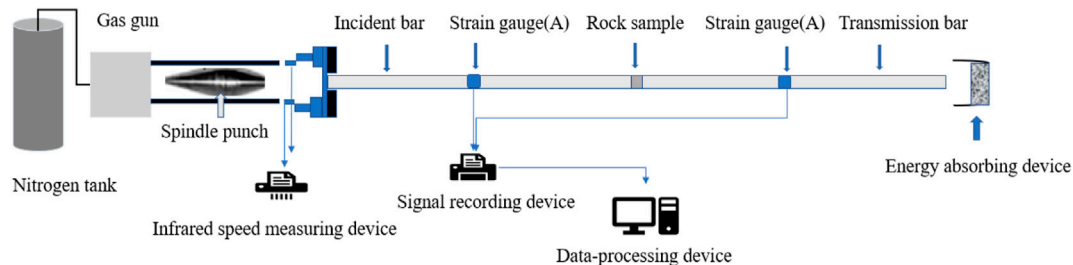 Gas gun
Incident bar
Strain gauge(A)
Rock sample
Strain gauge(A)
Transmission bar
Spindle punch
Nitrogen tank
Infrared speed measuring device
Signal recording device
Data-processing device
Energy absorbing device